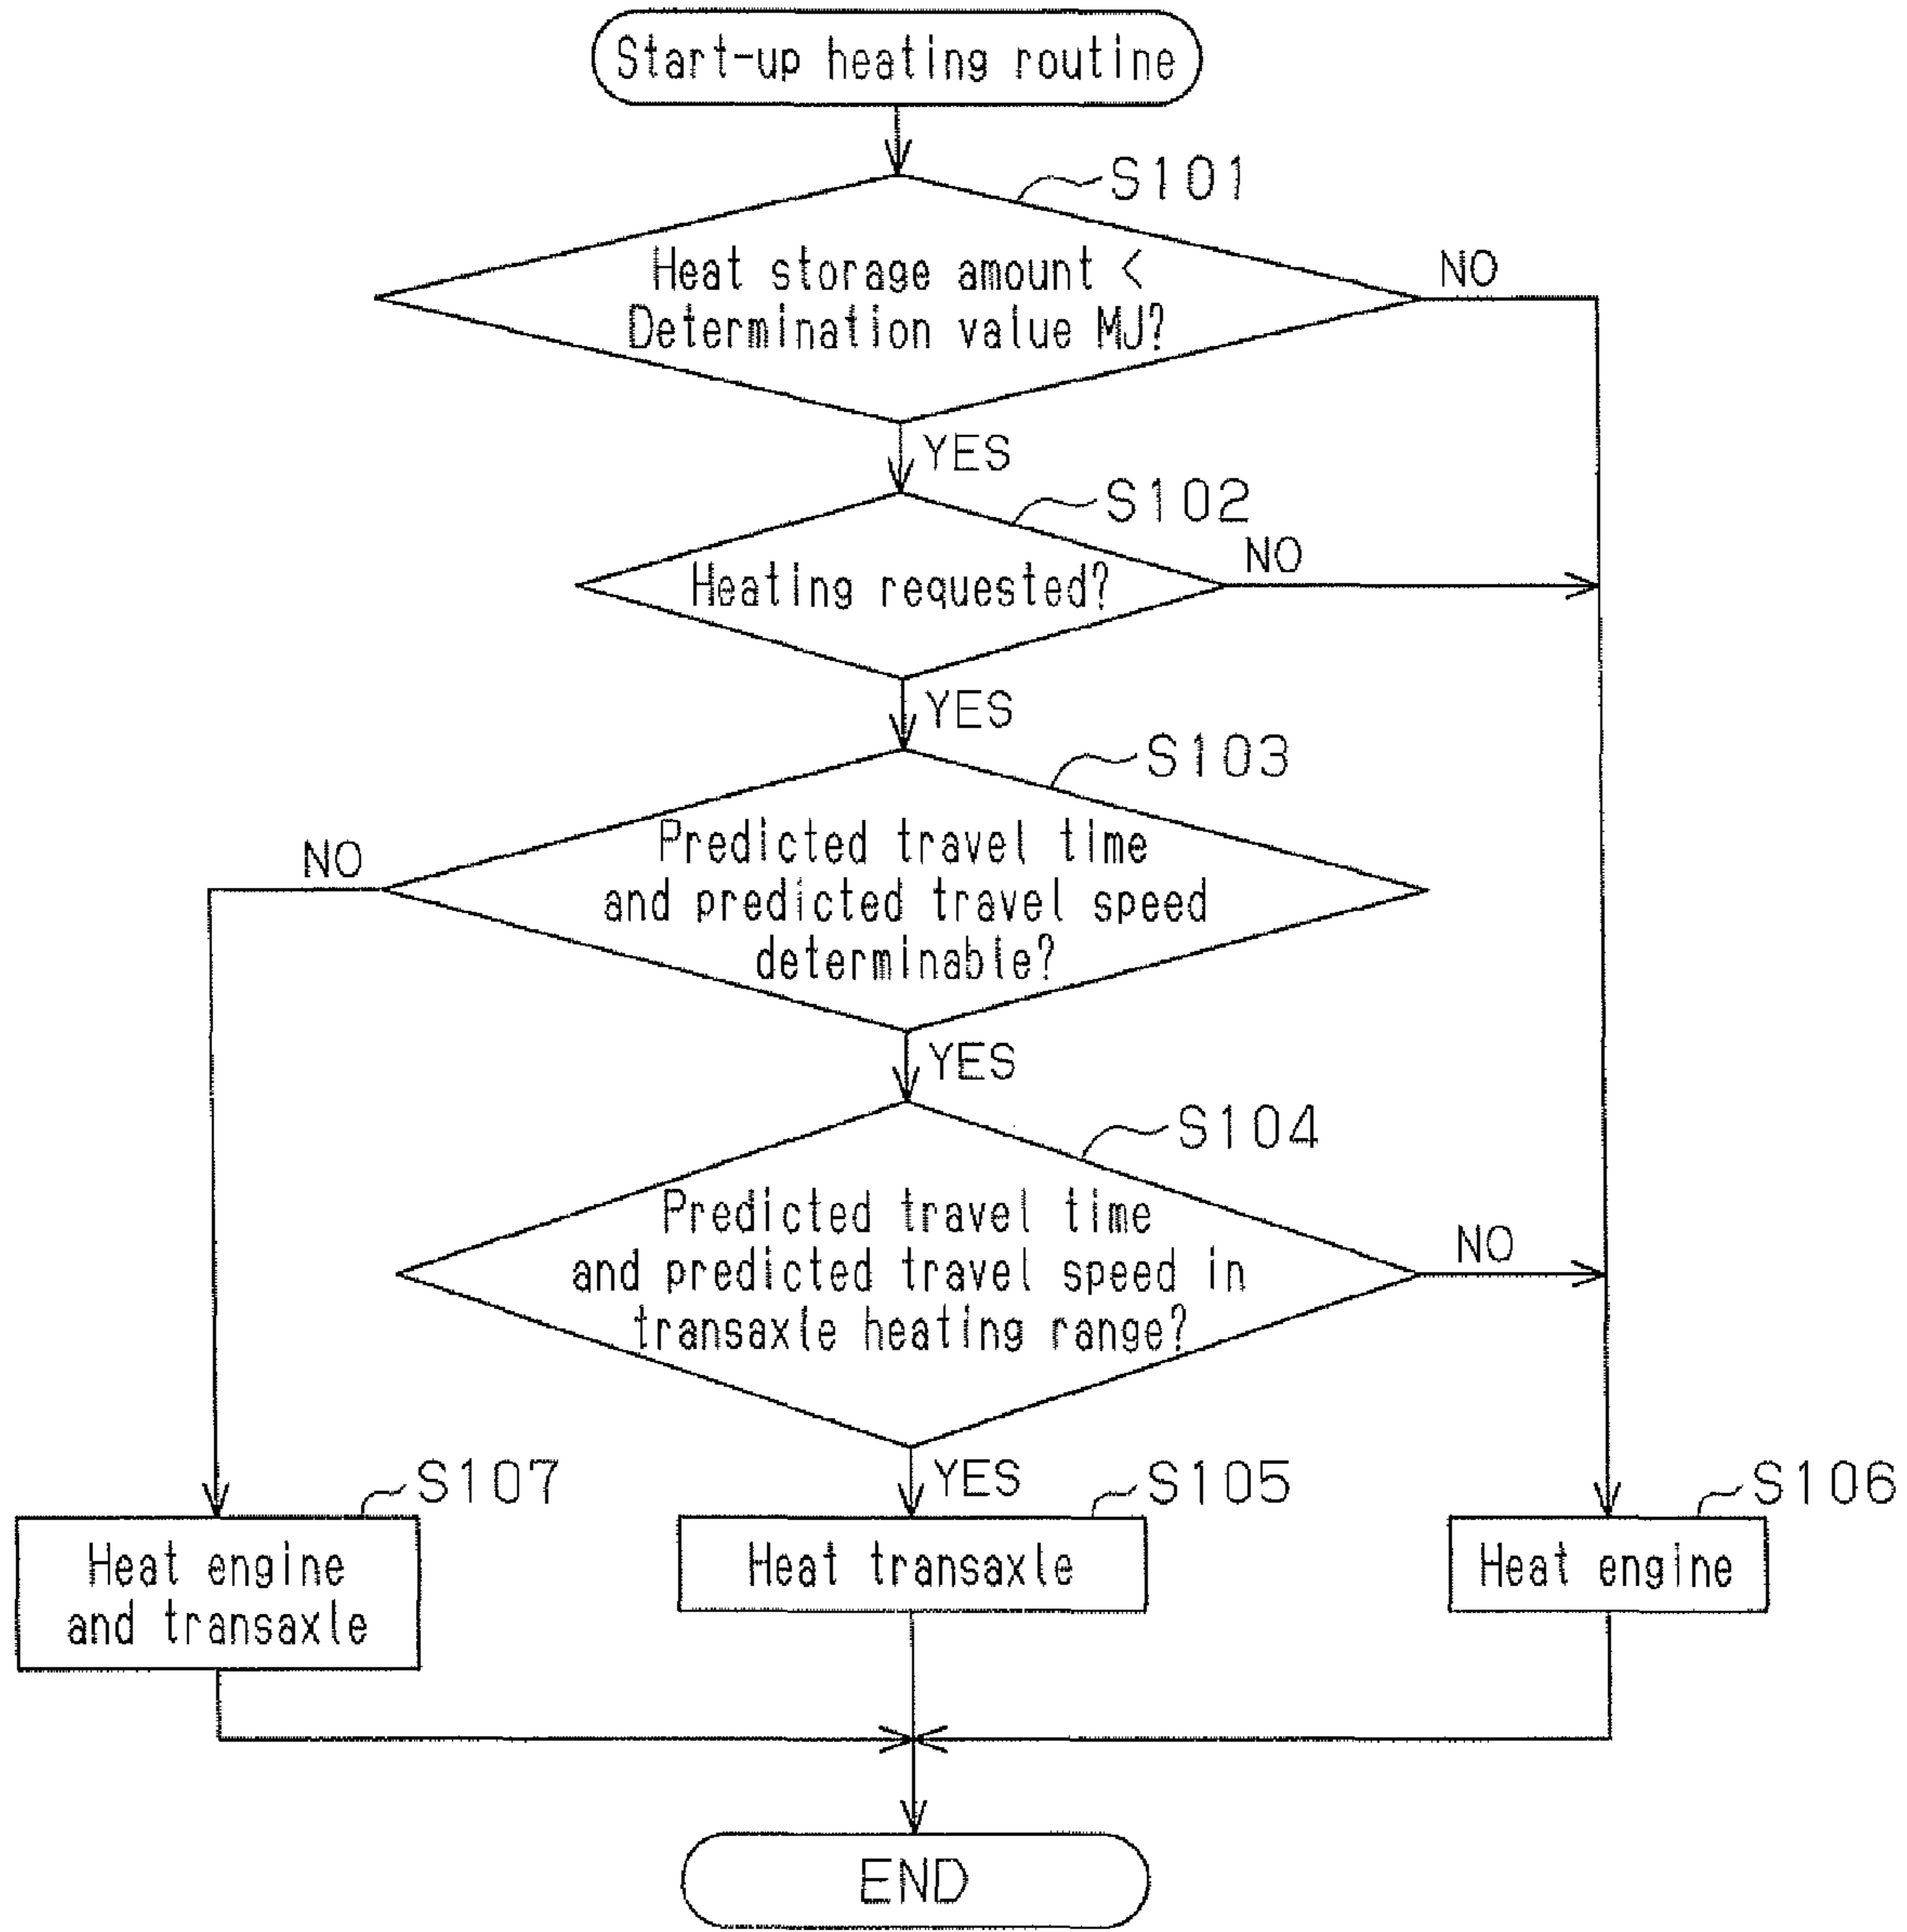 Start-up heating routine
S101
Heat storage amount <
Determination value MJ?
NO
YES
S102
Heating requested?
NO
YES
S103
Predicted travel time
and predicted travel speed
determinable?
NO
YES
S104
Predicted travel time
and predicted travel speed in
transaxle heating range?
NO
YES
S107
Heat engine
and transaxle
S105
Heat transaxle
S106
Heat engine
END